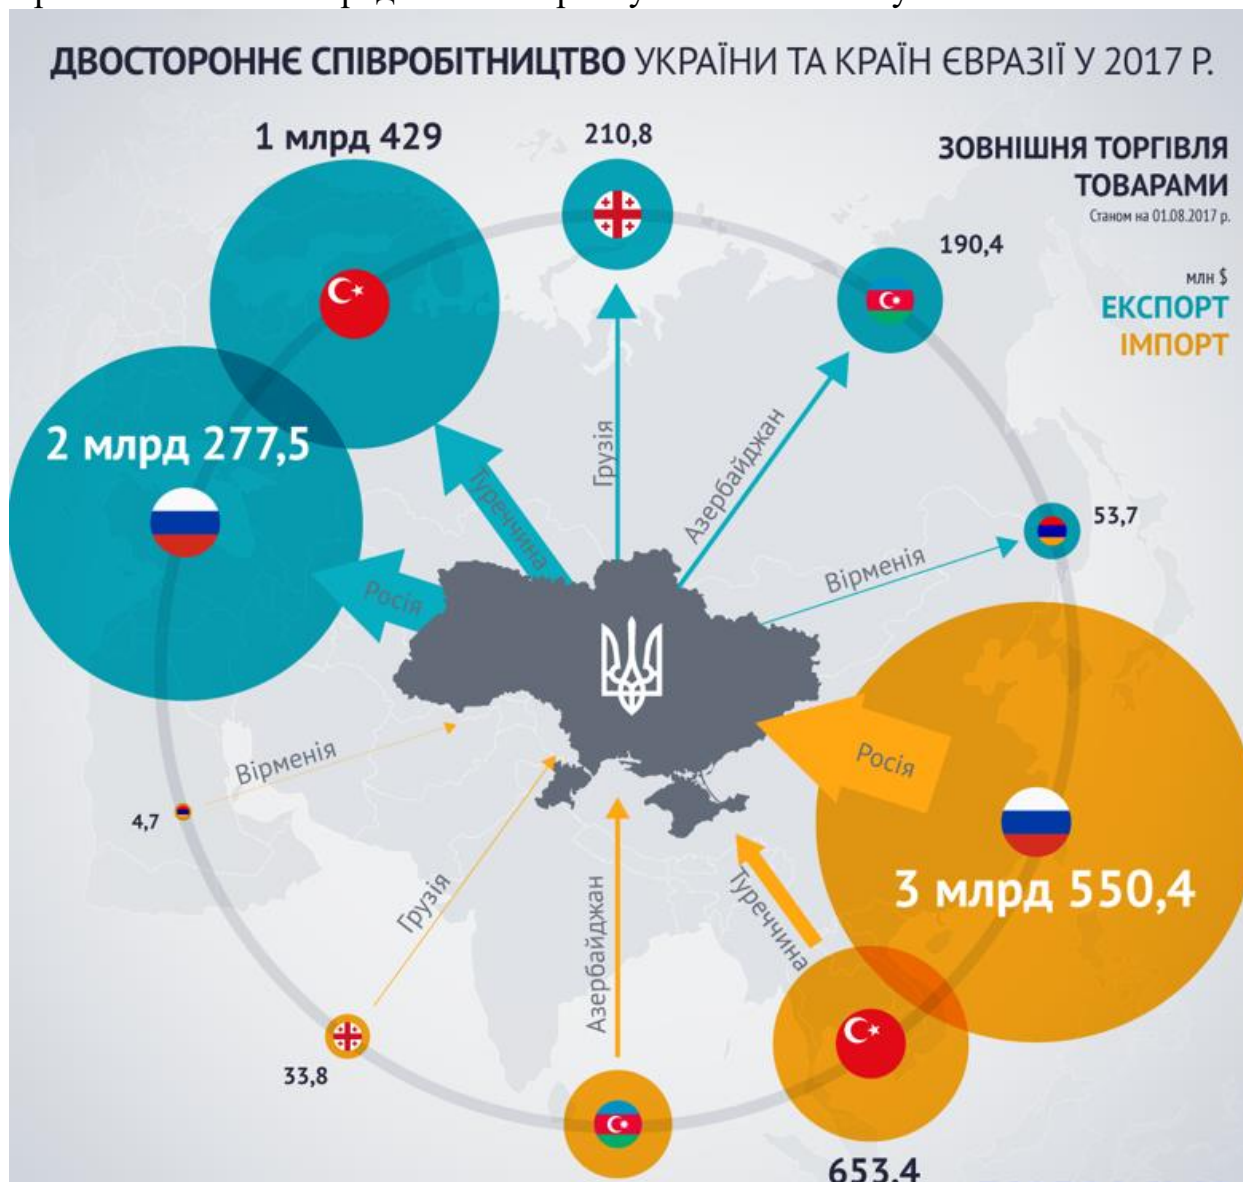 ДВОСТОРОННЄ СПІВРОБІТНИЦТВО УКРАЇНИ ТА КРАЇН ЄВРАЗІЇ У 2017 Р.
1 млрд 429
210,8
ЗОВНІШНЯ ТОРГІВЛЯ
ТОВАРАМИ
Станом на 01.08.2017 р.
190,4
млн $
ЕКСПОРТ
ІМПОРТ
2 млрд 277,5
Туреччина
Грузія
Азербайджан
53,7
Росія
Вірменія
Вірменія
Росія
4,7
Грузія
Азербайджан
Туреччина
3 млрд 550,4
33,8
653,4